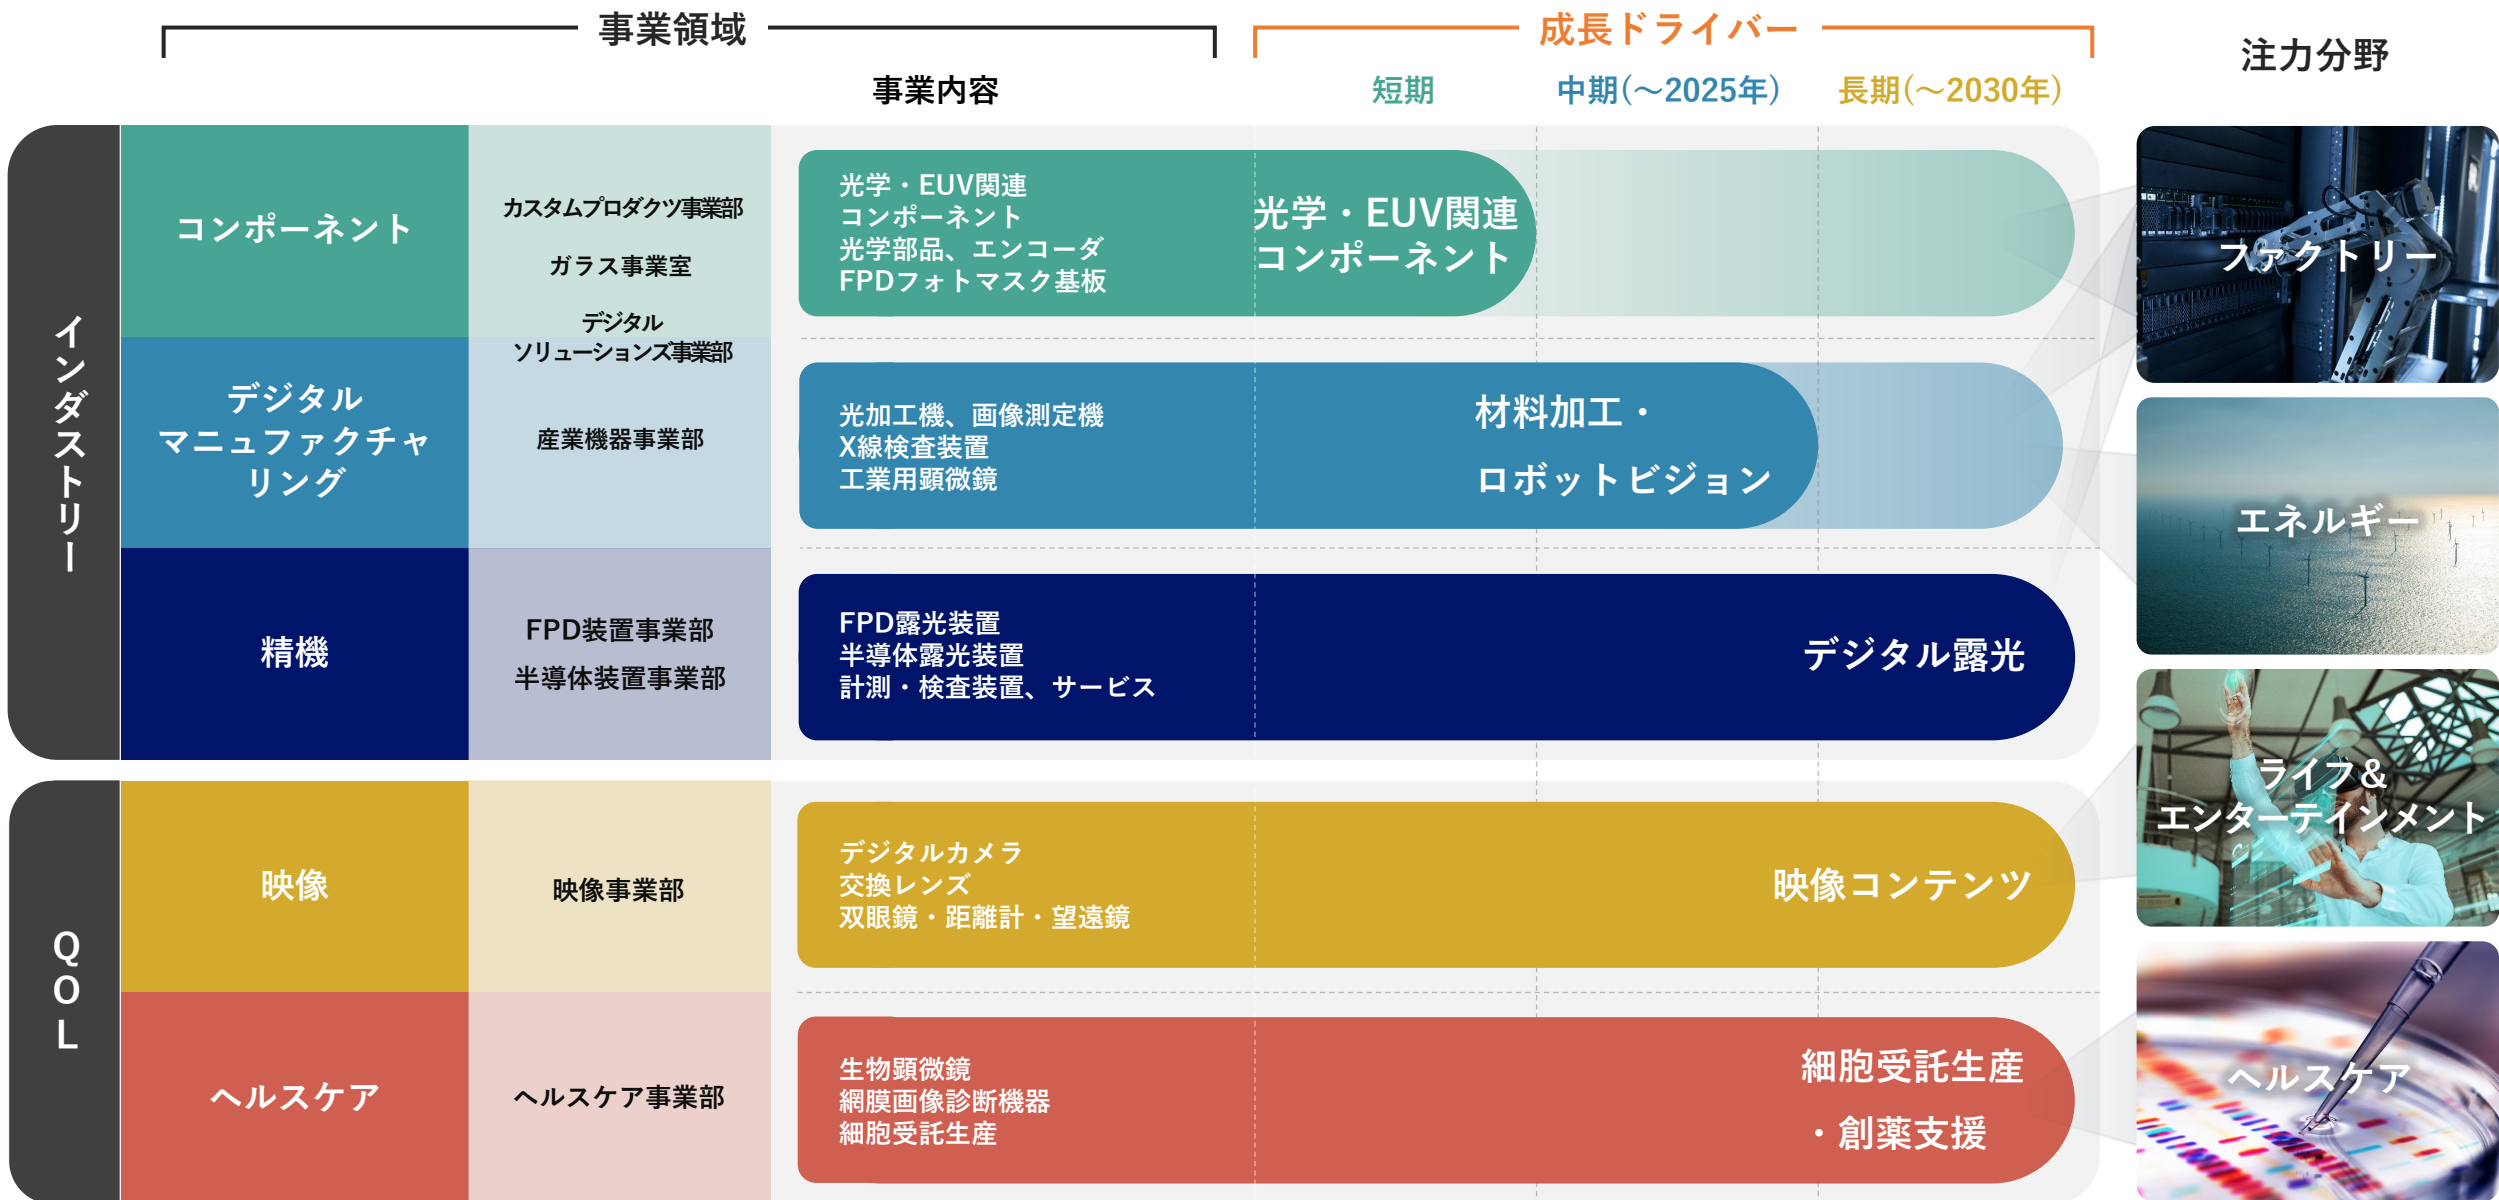 事業領域
成長ドライバー
注力分野
事業内容
短期
中期(～2025年)
長期(～2030年)
インダストリー
コンポーネント
カスタムプロダクツ事業部
ガラス事業室
デジタル
ソリューションズ事業部
光学・EUV関連
コンポーネント
光学部品、エンコーダ
FPDフォトマスク基板
光学・EUV関連
コンポーネント
デジタル
マニュファクチャ
リング
産業機器事業部
光加工機、画像測定機
X線検査装置
工業用顕微鏡
材料加工・
ロボットビジョン
精機
FPD装置事業部
半導体装置事業部
FPD露光装置
半導体露光装置
計測・検査装置、サービス
デジタル露光
QOL
映像
映像事業部
デジタルカメラ
交換レンズ
双眼鏡・距離計・望遠鏡
映像コンテンツ
ヘルスケア
ヘルスケア事業部
生物顕微鏡
網膜画像診断機器
細胞受託生産
細胞受託生産
・創薬支援
ファクトリー
エネルギー
ライフ＆
エンターテインメント
ヘルスケア